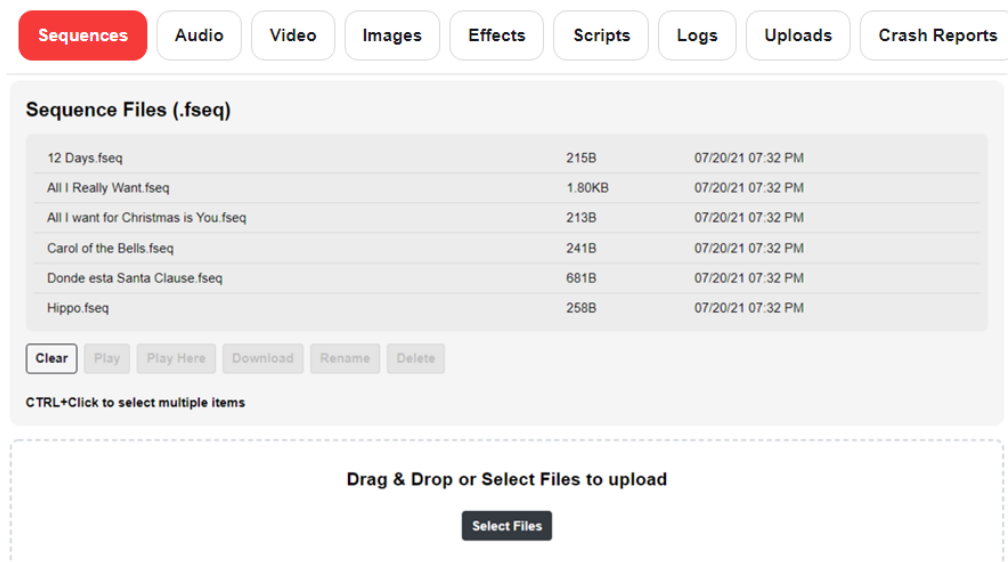 Sequences Audio Video Images Effects Scripts Logs Uploads Crash Reports
Sequence Files (.fseq)
12 Days.fseq 215B 07/20/21 07:32 PM
All I Really Want.fseq 1.80KB 07/20/21 07:32 PM
All I want for Christmas is You.fseq 213B 07/20/21 07:32 PM
Carol of the Bells.fseq 241B 07/20/21 07:32 PM
Donde esta Santa Clause.fseq 681B 07/20/21 07:32 PM
Hippo.fseq 258B 07/20/21 07:32 PM
Clear Play Play Here Download Rename Delete
CTRL+Click to select multiple items
Drag & Drop or Select Files to upload
Select Files